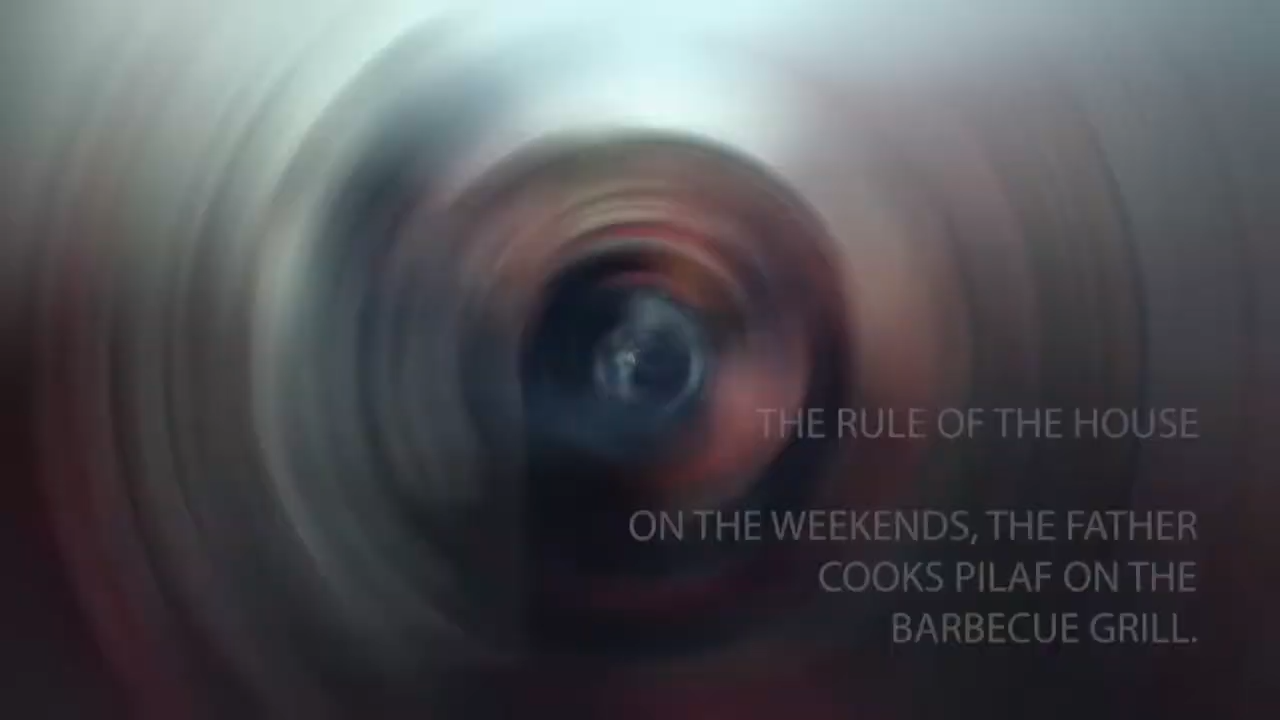 THE RULE OF THE HOUSE
ON THE WEEKENDS, THE FATHER
COOKS PILAF ON THE
BARBECUE GRILL.